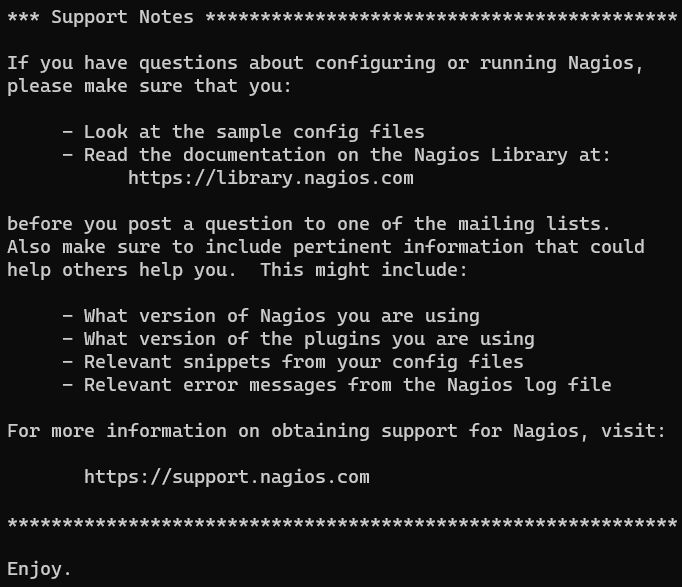 *** Support Notes *******************************************
If you have questions about configuring or running Nagios,
please make sure that you:
- Look at the sample config files
- Read the documentation on the Nagios Library at:
https://library.nagios.com
before you post a question to one of the mailing lists.
Also make sure to include pertinent information that could
help others help you.  This might include:
- What version of Nagios you are using
- What version of the plugins you are using
- Relevant snippets from your config files
- Relevant error messages from the Nagios log file
For more information on obtaining support for Nagios, visit:
https://support.nagios.com
*************************************************************
Enjoy.